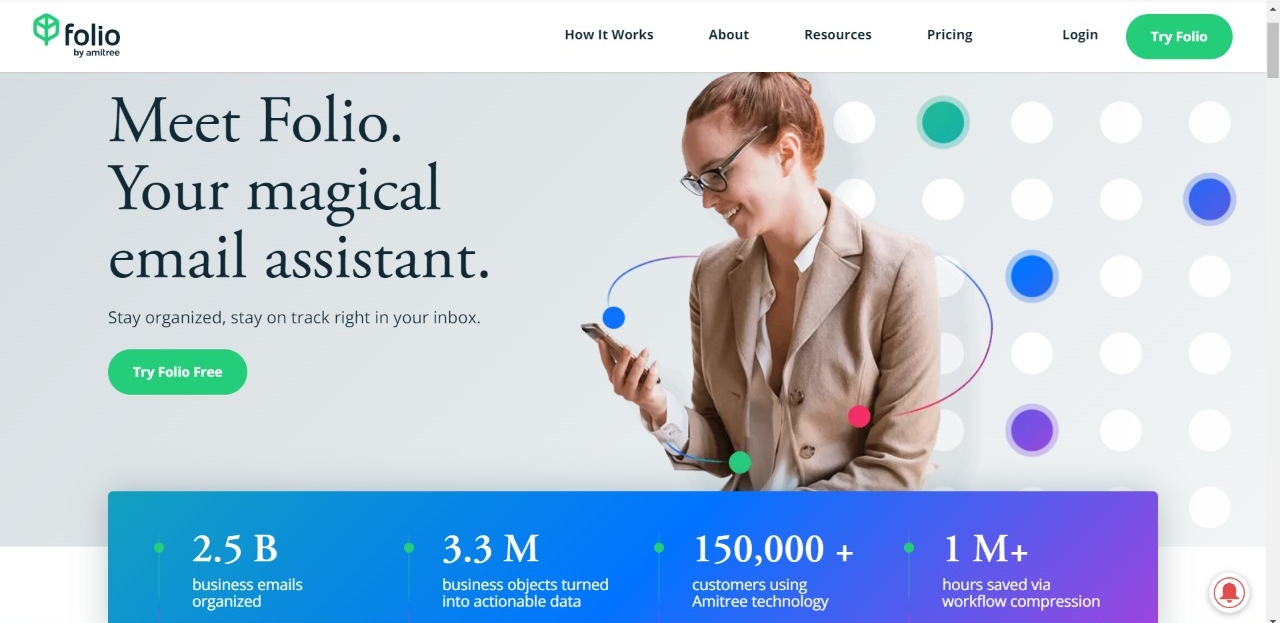 folio
by amitree
How It Works
About
Resources
Pricing
Login
Try Folio
Meet Folio.
Your magical
email assistant.
Stay organized, stay on track right in your inbox.
Try Folio Free
2.5 B
business emails
organized
3.3 M
business objects turned
into actionable data
150,000 +
customers using
Amitree technology
1 M+
hours saved via
workflow compression